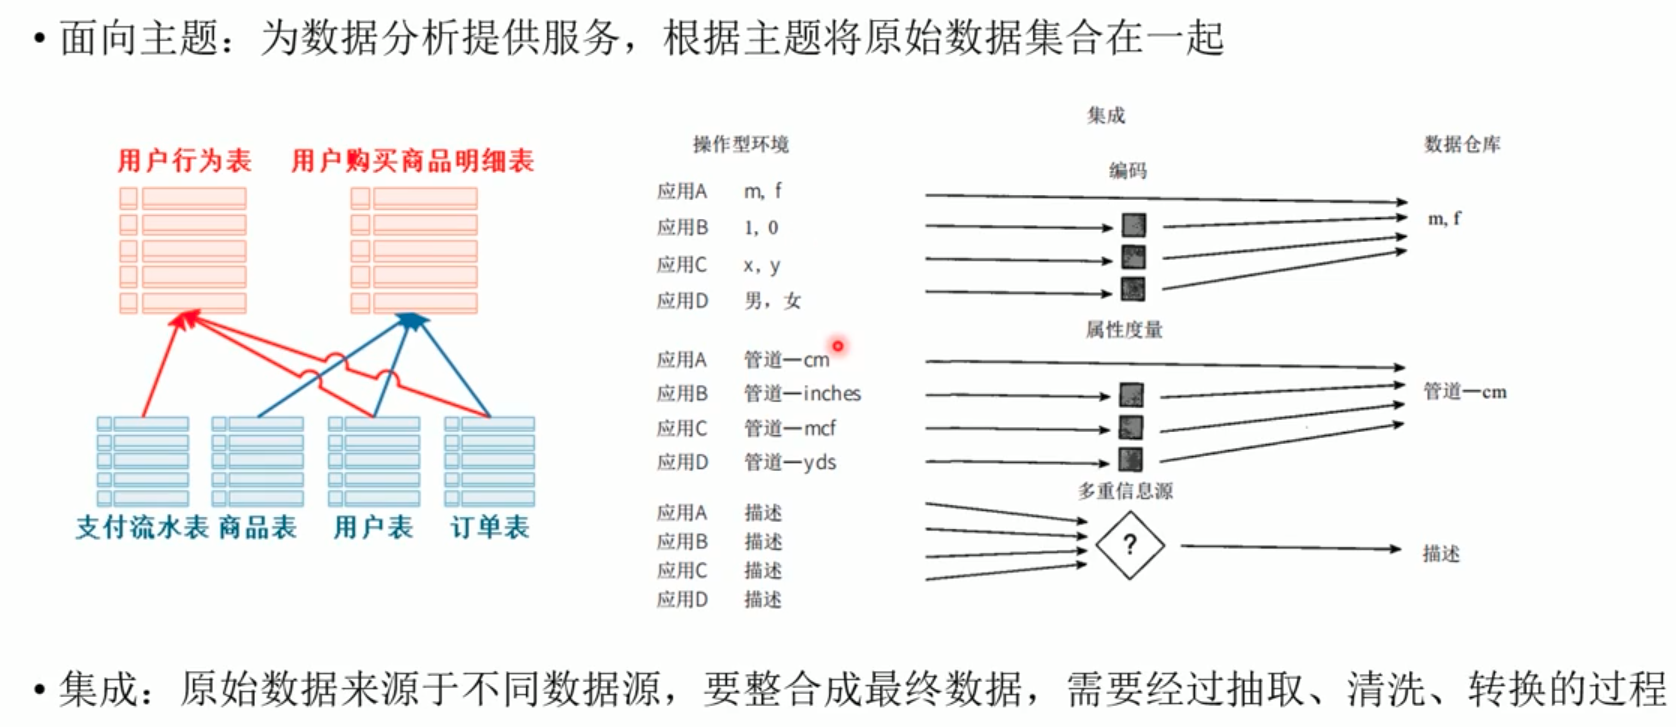 • 面向主题：为数据分析提供服务，根据主题将原始数据集合在一起
用户行为表 用户购买商品明细表
支付流水表 商品表 用户表 订单表
集成
操作型环境 数据仓库
编码
应用A m, f
应用B 1, 0 m, f
应用C x, y
应用D 男，女
属性度量
应用A 管道—cm
应用B 管道—inches 管道—cm
应用C 管道—mcf
应用D 管道—yds
多重信息源
应用A 描述
应用B 描述 ? 描述
应用C 描述
应用D 描述
• 集成：原始数据来源于不同数据源，要整合成最终数据，需要经过抽取、清洗、转换的过程